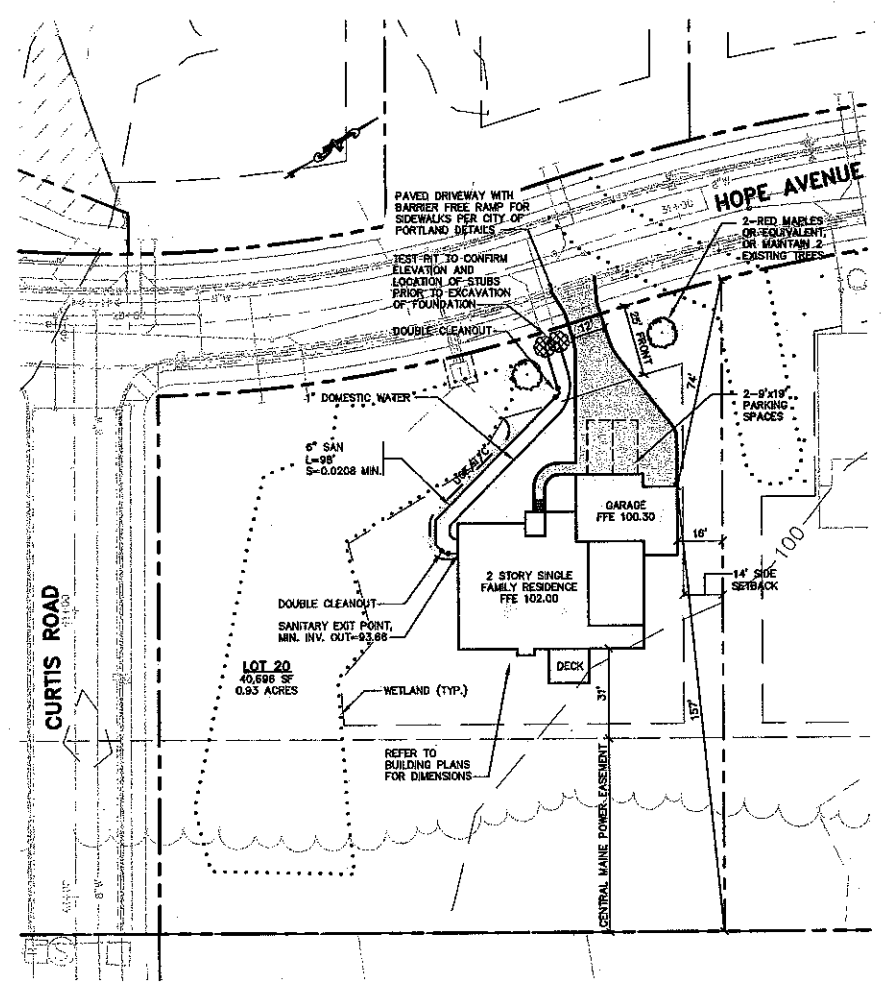 HOPE AVENUE
31+00
8"W
PAVED DRIVEWAY WITH
BARRIER FREE RAMP FOR
SIDEWALKS PER CITY OF
PORTLAND DETAILS
2-RED MAPLES
OR EQUIVALENT,
OR MAINTAIN 2
EXISTING TREES
TEST PIT TO CONFIRM
ELEVATION AND
LOCATION OF STUBS
PRIOR TO EXCAVATION
OF FOUNDATION
12'
25' FRONT
DOUBLE CLEANOUT
74'
1" DOMESTIC WATER
2-9'x19'
PARKING
SPACES
6" SAN
L=98'
S=0.0208 MIN.
GARAGE
FFE 100.30
16'
100
2 STORY SINGLE
FAMILY RESIDENCE
FFE 102.00
14' SIDE
SETBACK
DOUBLE CLEANOUT
SANITARY EXIT POINT,
MIN. INV. OUT=93.66
CURTIS ROAD
LOT 20
40,696 SF
0.93 ACRES
DECK
WETLAND (TYP.)
37'
157'
REFER TO
BUILDING PLANS
FOR DIMENSIONS
CENTRAL MAINE POWER EASEMENT
8"W
S